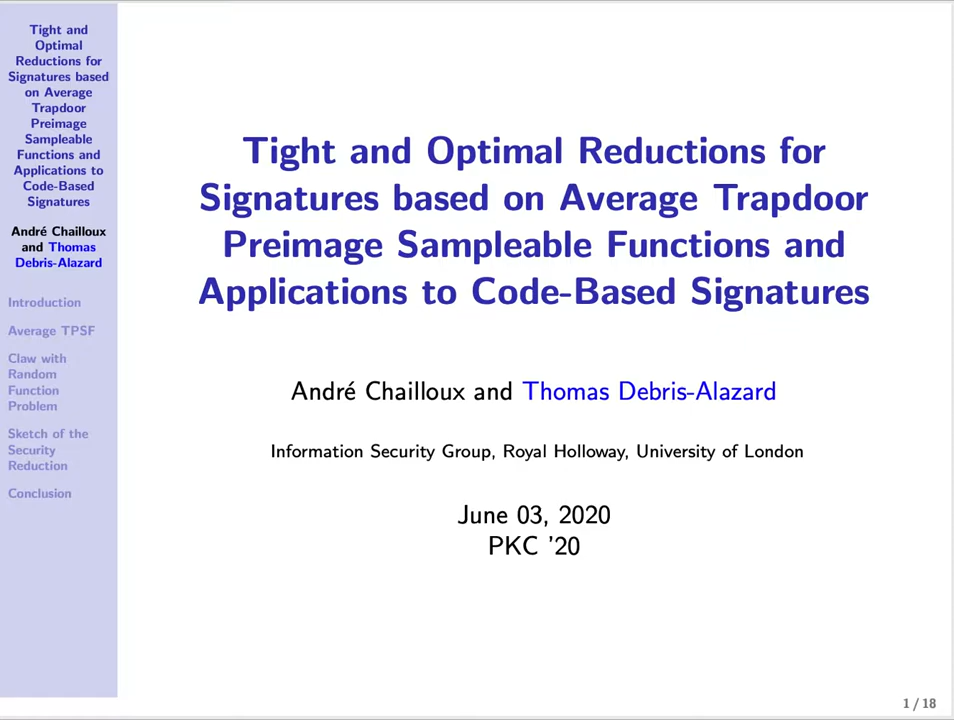 Tight and
Optimal
Reductions for
Signatures based
on Average
Trapdoor
Preimage
Sampleable
Functions and
Applications to
Code-Based
Signatures
André Chailloux
and Thomas
Debris-Alazard
Introduction
Average TPSF
Claw with
Random
Function
Problem
Sketch of the
Security
Reduction
Conclusion
Tight and Optimal Reductions for
Signatures based on Average Trapdoor
Preimage Sampleable Functions and
Applications to Code-Based Signatures
André Chailloux and Thomas Debris-Alazard
Information Security Group, Royal Holloway, University of London
June 03, 2020
PKC '20
1 / 18